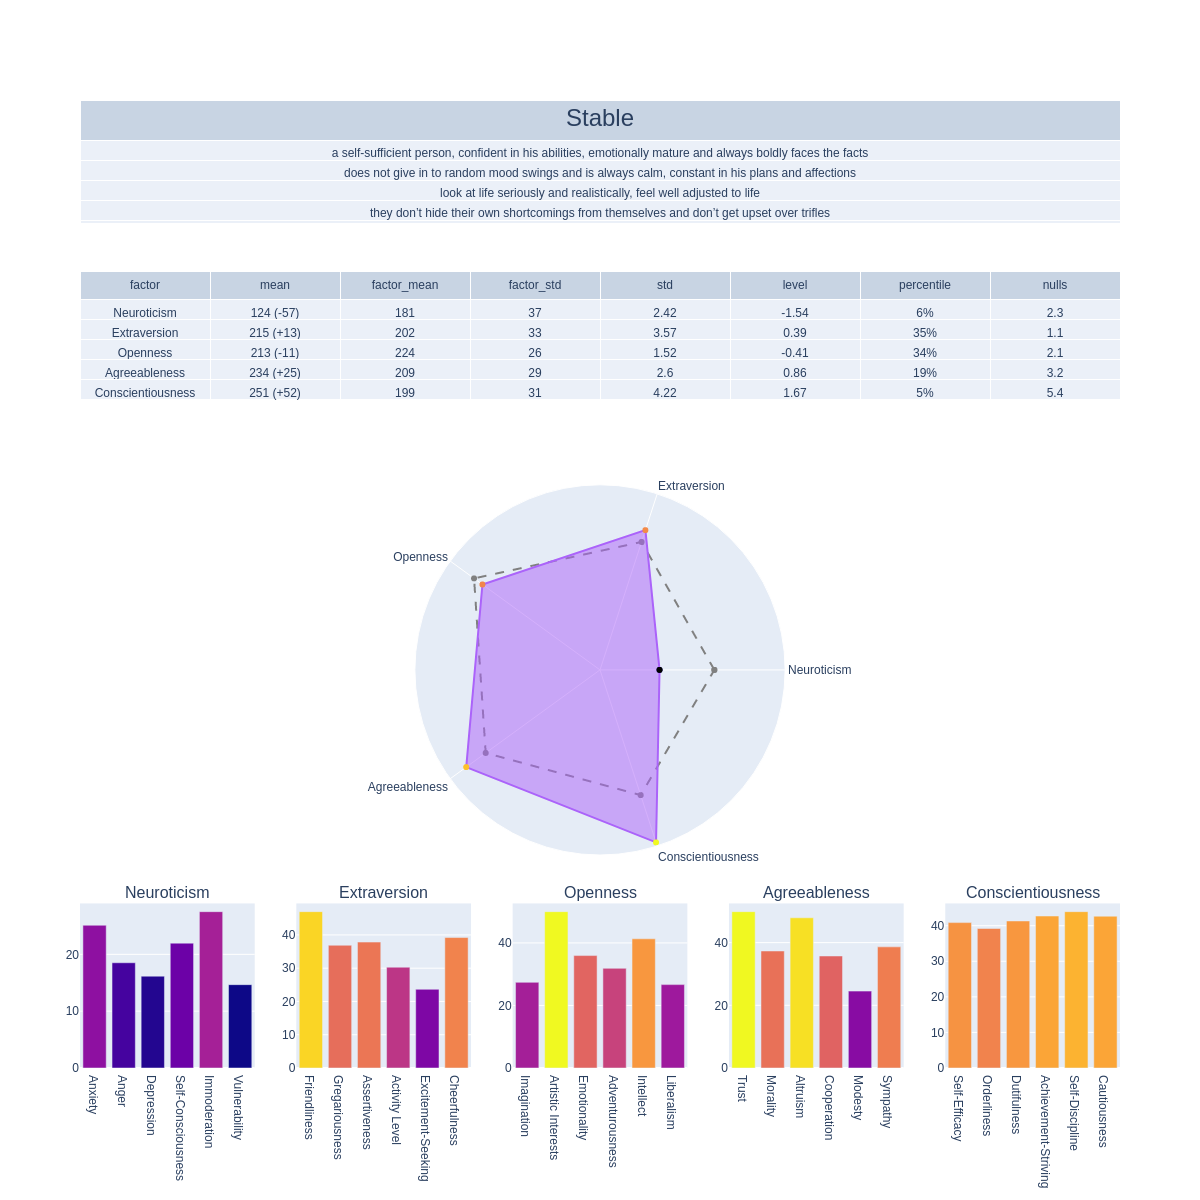 Stable
a self-sufficient person, confident in his abilities, emotionally mature and always boldly faces the facts
does not give in to random mood swings and is always calm, constant in his plans and affections
look at life seriously and realistically, feel well adjusted to life
they don’t hide their own shortcomings from themselves and don’t get upset over trifles
factor mean factor_mean factor_std std level percentile nulls
Neuroticism 124 (-57) 181 37 2.42 -1.54 6% 2.3
Extraversion 215 (+13) 202 33 3.57 0.39 35% 1.1
Openness 213 (-11) 224 26 1.52 -0.41 34% 2.1
Agreeableness 234 (+25) 209 29 2.6 0.86 19% 3.2
Conscientiousness 251 (+52) 199 31 4.22 1.67 5% 5.4
Extraversion
Openness
Neuroticism
Agreeableness
Conscientiousness
Neuroticism
20
10
0
Anxiety
Anger
Depression
Self-Consciousness
Immoderation
Vulnerability
Extraversion
40
30
20
10
0
Friendliness
Gregariousness
Assertiveness
Activity Level
Excitement-Seeking
Cheerfulness
Openness
40
20
0
Imagination
Artistic Interests
Emotionality
Adventurousness
Intellect
Liberalism
Agreeableness
40
20
0
Trust
Morality
Altruism
Cooperation
Modesty
Sympathy
Conscientiousness
40
30
20
10
0
Self-Efficacy
Orderliness
Dutifulness
Achievement-Striving
Self-Discipline
Cautiousness